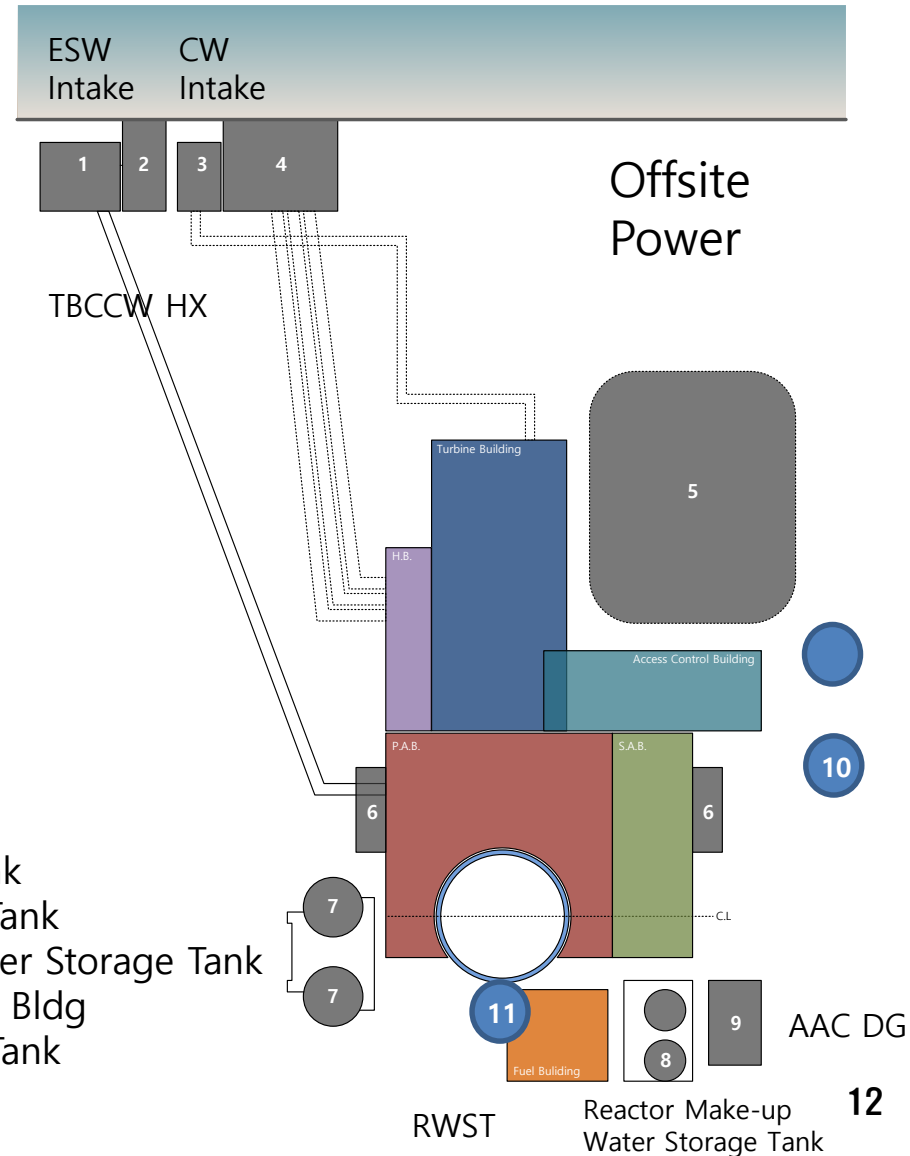 ESW
Intake
CW
Intake
1
2
3
4
Offsite
Power
TBCCW HX
Turbine Building
5
H.B.
Access Control Building
P.A.B.
S.A.B.
10
6
6
nk
Tank
er Storage Tank
Bldg
Tank
7
C.L
7
11
9
AAC DG
8
Fuel Buliding
RWST
Reactor Make-up
Water Storage Tank
12